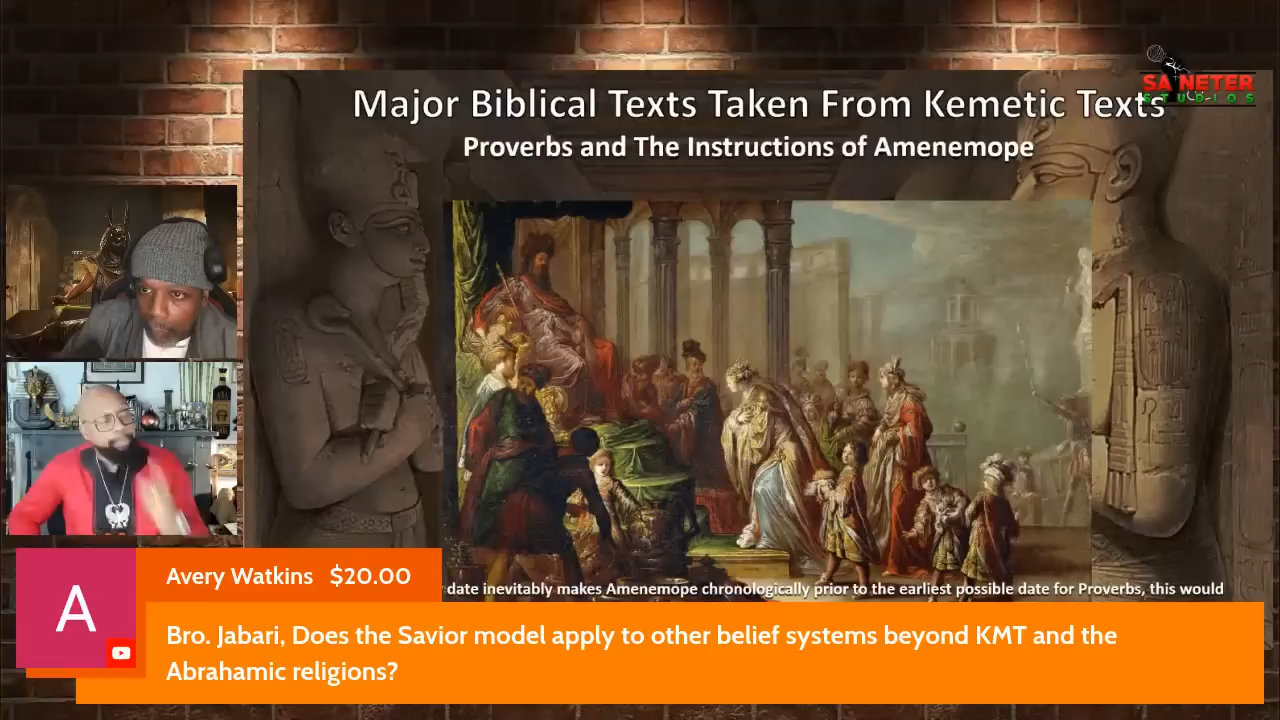 SA NETER
STUDIOS
Major Biblical Texts Taken From Kemetic Texts
Proverbs and The Instructions of Amenemope
date inevitably makes Amenemope chronologically prior to the earliest possible date for Proverbs, this would
A
Avery Watkins $20.00
Bro. Jabari, Does the Savior model apply to other belief systems beyond KMT and the
Abrahamic religions?